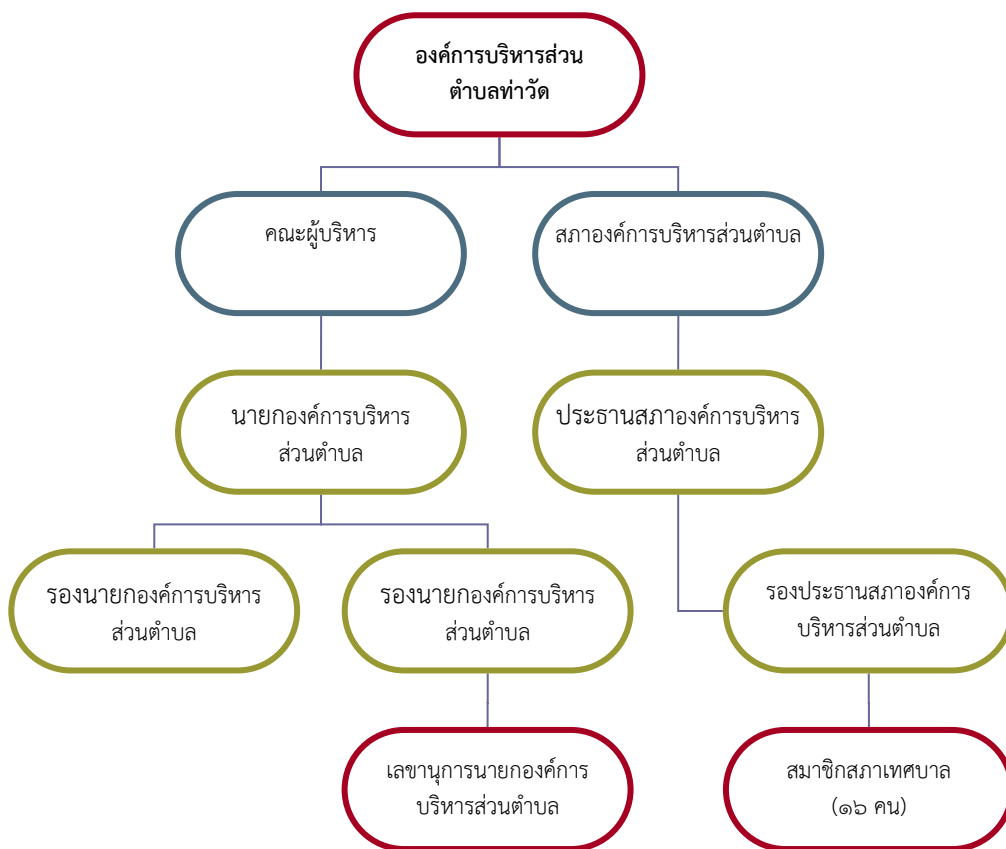 องค์การบริหารส่วน
ตำบลท่าวัด
คณะผู้บริหาร
สภาองค์การบริหารส่วนตำบล
นายกองค์การบริหาร
ส่วนตำบล
ประธานสภาองค์การบริหาร
ส่วนตำบล
รองนายกองค์การบริหาร
ส่วนตำบล
รองนายกองค์การบริหาร
ส่วนตำบล
รองประธานสภาองค์การ
บริหารส่วนตำบล
เลขานุการนายกองค์การ
บริหารส่วนตำบล
สมาชิกสภาเทศบาล
(๑๖ คน)